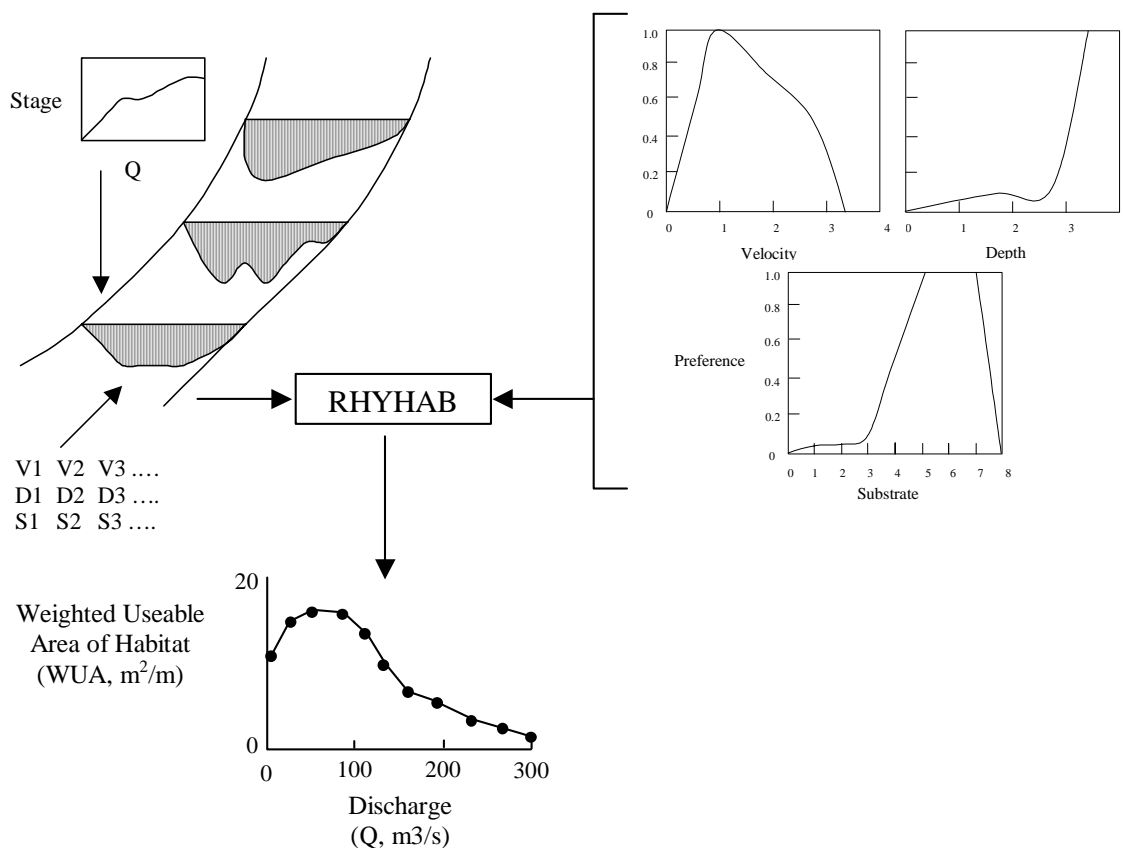 Stage
Q
1.0
0.8
0.6
0.4
0.2
0
0 1 2 3 4
Velocity
0 1 2 3
Depth
1.0
0.8
0.6
0.4
0.2
0 1 2 3 4 5 6 7 8
Preference
Substrate
RHYHAB
V1 V2 V3 ....
D1 D2 D3 ....
S1 S2 S3 ....
Weighted Useable
Area of Habitat
(WUA, m²/m)
20
0
0 100 200 300
Discharge
(Q, m3/s)